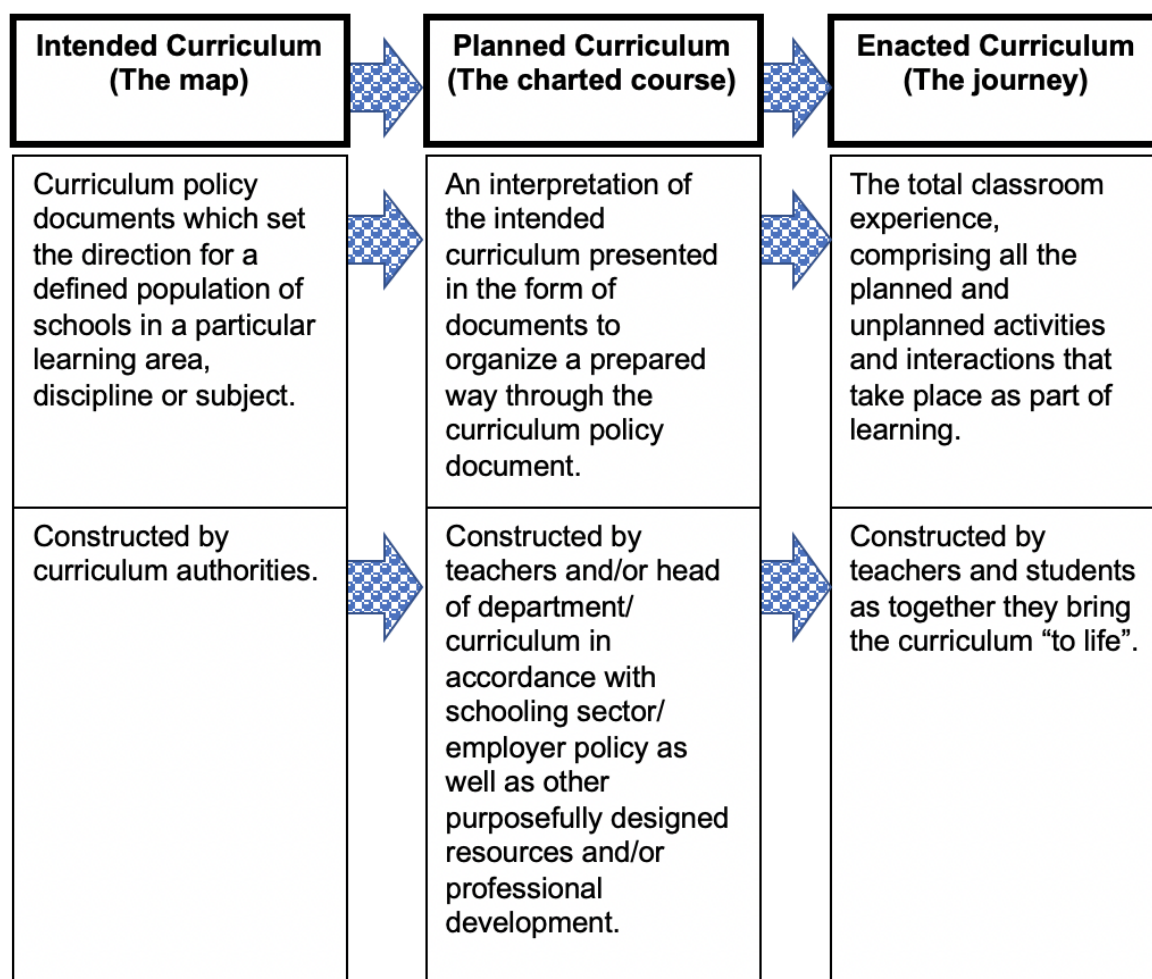 Intended Curriculum
(The map)
Planned Curriculum
(The charted course)
Enacted Curriculum
(The journey)
Curriculum policy
documents which set
the direction for a
defined population of
schools in a particular
learning area,
discipline or subject.
An interpretation of
the intended
curriculum presented
in the form of
documents to
organize a prepared
way through the
curriculum policy
document.
The total classroom
experience,
comprising all the
planned and
unplanned activities
and interactions that
take place as part of
learning.
Constructed by
curriculum authorities.
Constructed by
teachers and/or head
of department/
curriculum in
accordance with
schooling sector/
employer policy as
well as other
purposefully designed
resources and/or
professional
development.
Constructed by
teachers and students
as together they bring
the curriculum “to life”.